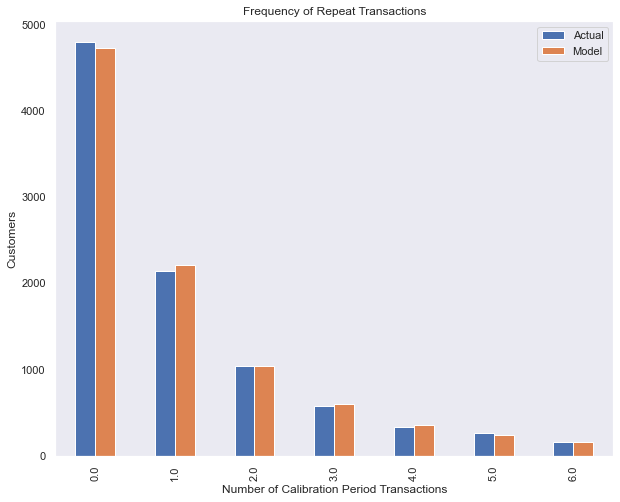 Frequency of Repeat Transactions
Actual
Model
5000
4000
3000
2000
1000
0
Customers
0.0
1.0
2.0
3.0
4.0
5.0
6.0
Number of Calibration Period Transactions